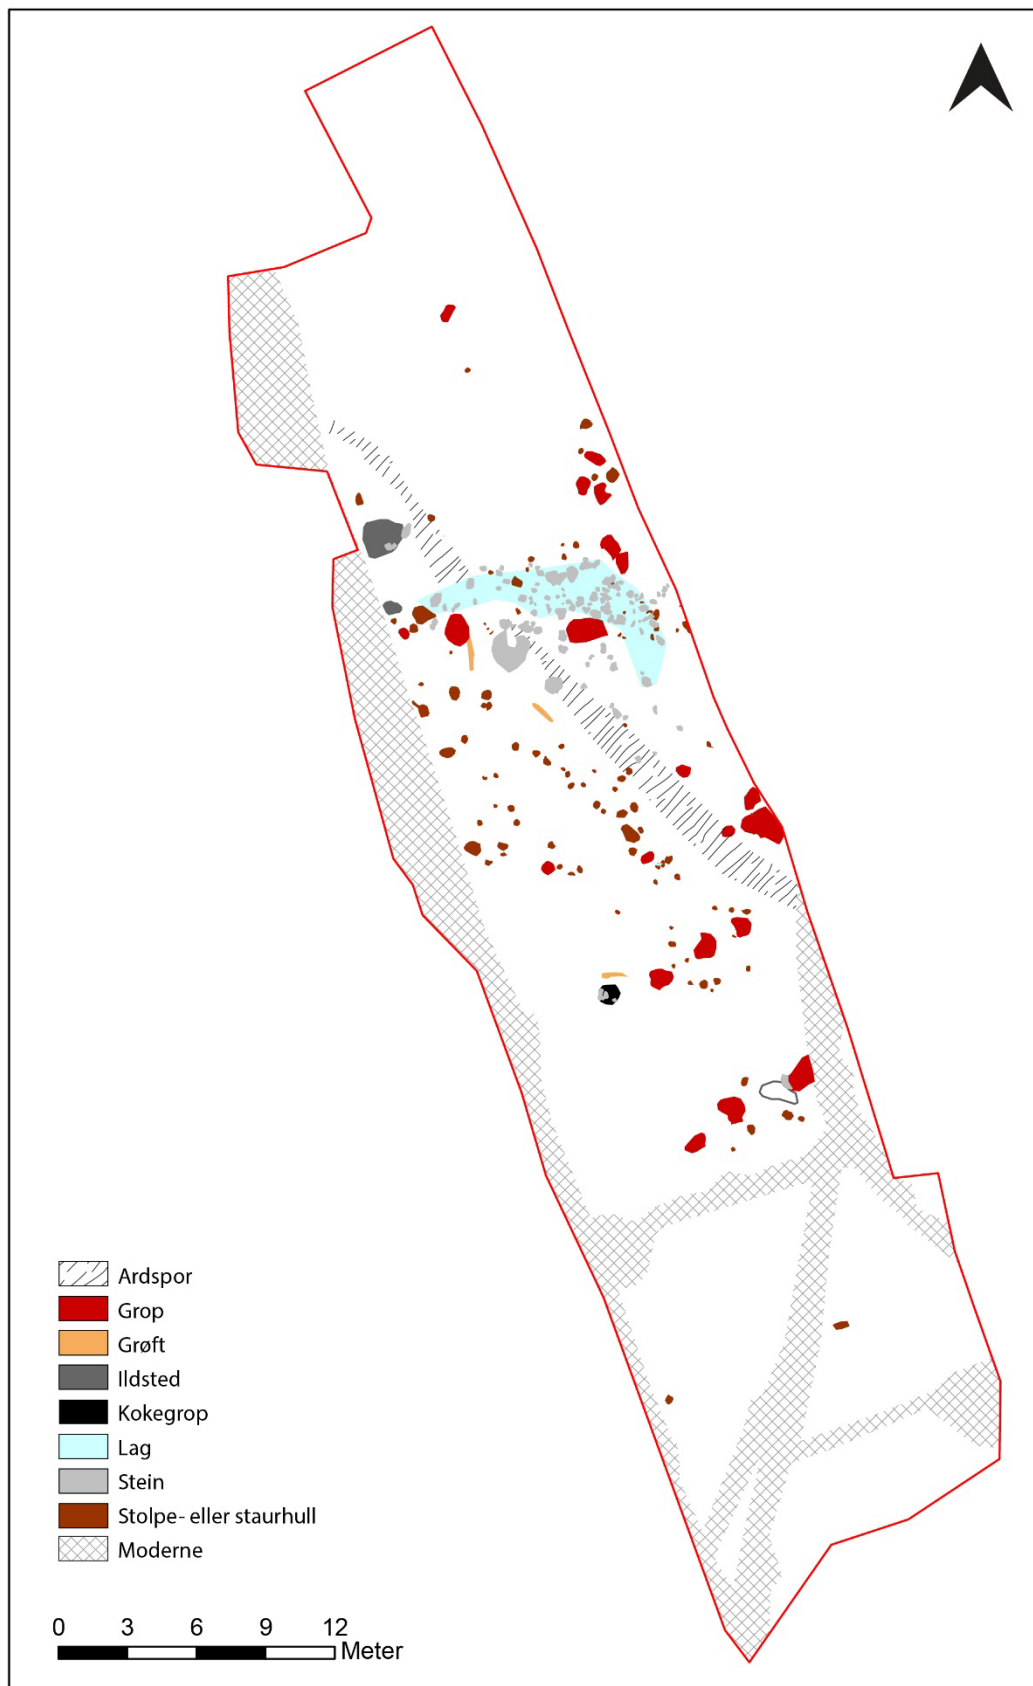 Ardspor
Grop
Grøft
Ildsted
Kokegrop
Lag
Stein
Stolpe- eller staurhull
Moderne
0 3 6 9 12
Meter